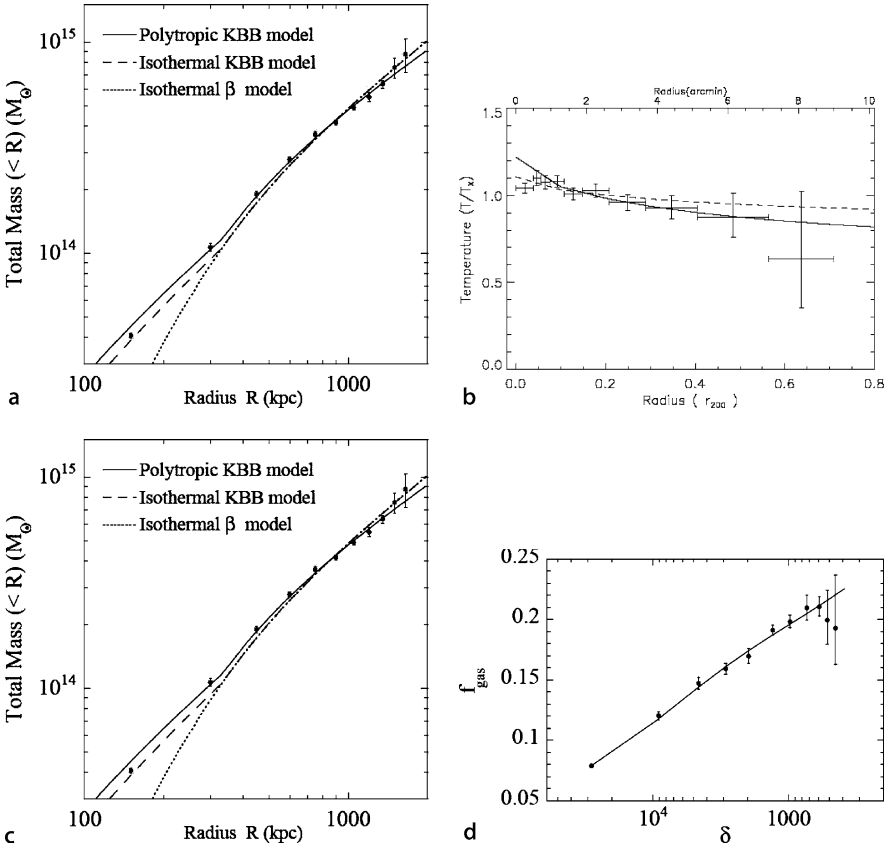 10^15
10^14
Total Mass (< R) (M⊙)
Polytropic KBB model
Isothermal KBB model
Isothermal β model
100
1000
Radius R (kpc)
a
Radius(arcmin)
0 2 4 6 8 10
Temperature (T/T_X)
1.5
1.0
0.5
0.0
0.0 0.2 0.4 0.6 0.8
Radius ( r_200 )
b
10^15
10^14
Total Mass (< R) (M⊙)
Polytropic KBB model
Isothermal KBB model
Isothermal β model
100
1000
Radius R (kpc)
c
0.25
0.2
0.15
0.1
0.05
f_gas
10^4
1000
δ
d